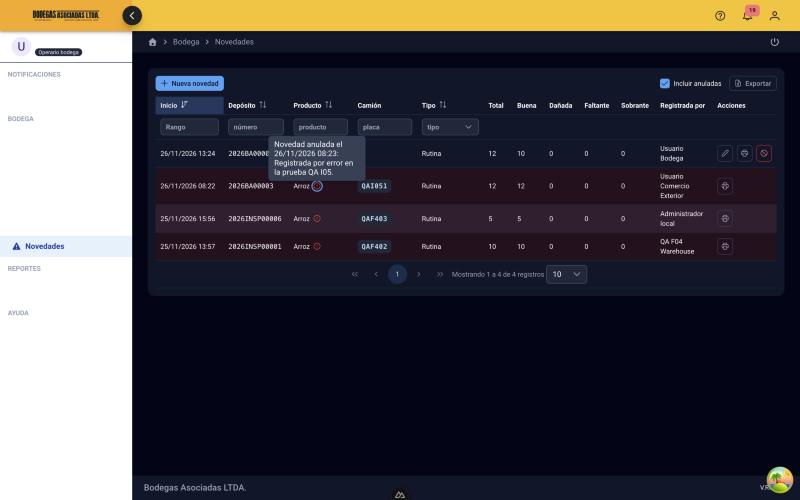 BODEGAS ASOCIADAS LTDA.
19
U
Operario bodega
Bodega
Novedades
NOTIFICACIONES
BODEGA
Novedades
REPORTES
AYUDA
Nueva novedad
Incluir anuladas
Exportar
Inicio Depósito Producto Camión Tipo Total Buena Dañada Faltante Sobrante Registrada por Acciones
Rango número producto placa tipo
Novedad anulada el
26/11/2026 08:23:
Registrada por error en
la prueba QA I05.
26/11/2026 13:24 Rutina 12 10 0 0 0 Usuario Bodega
26/11/2026 08:22 2026BA00003 Arroz QAI051 Rutina 12 12 0 0 0 Usuario Comercio Exterior
25/11/2026 15:56 2026INSP00006 Arroz QAF403 Rutina 5 5 0 0 0 Administrador local
25/11/2026 13:57 2026INSP00001 Arroz QAF402 Rutina 10 10 0 0 0 QA F04 Warehouse
1
Mostrando 1 a 4 de 4 registros
10
Bodegas Asociadas LTDA.